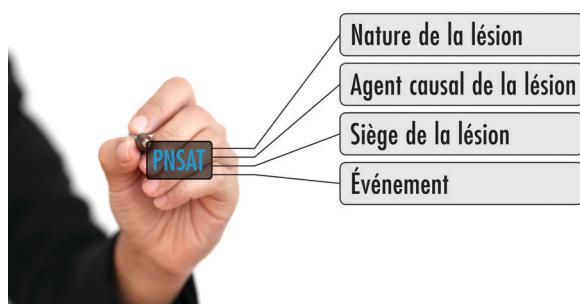 Nature de la lésion
Agent causal de la lésion
PNSAT
Siège de la lésion
Événement